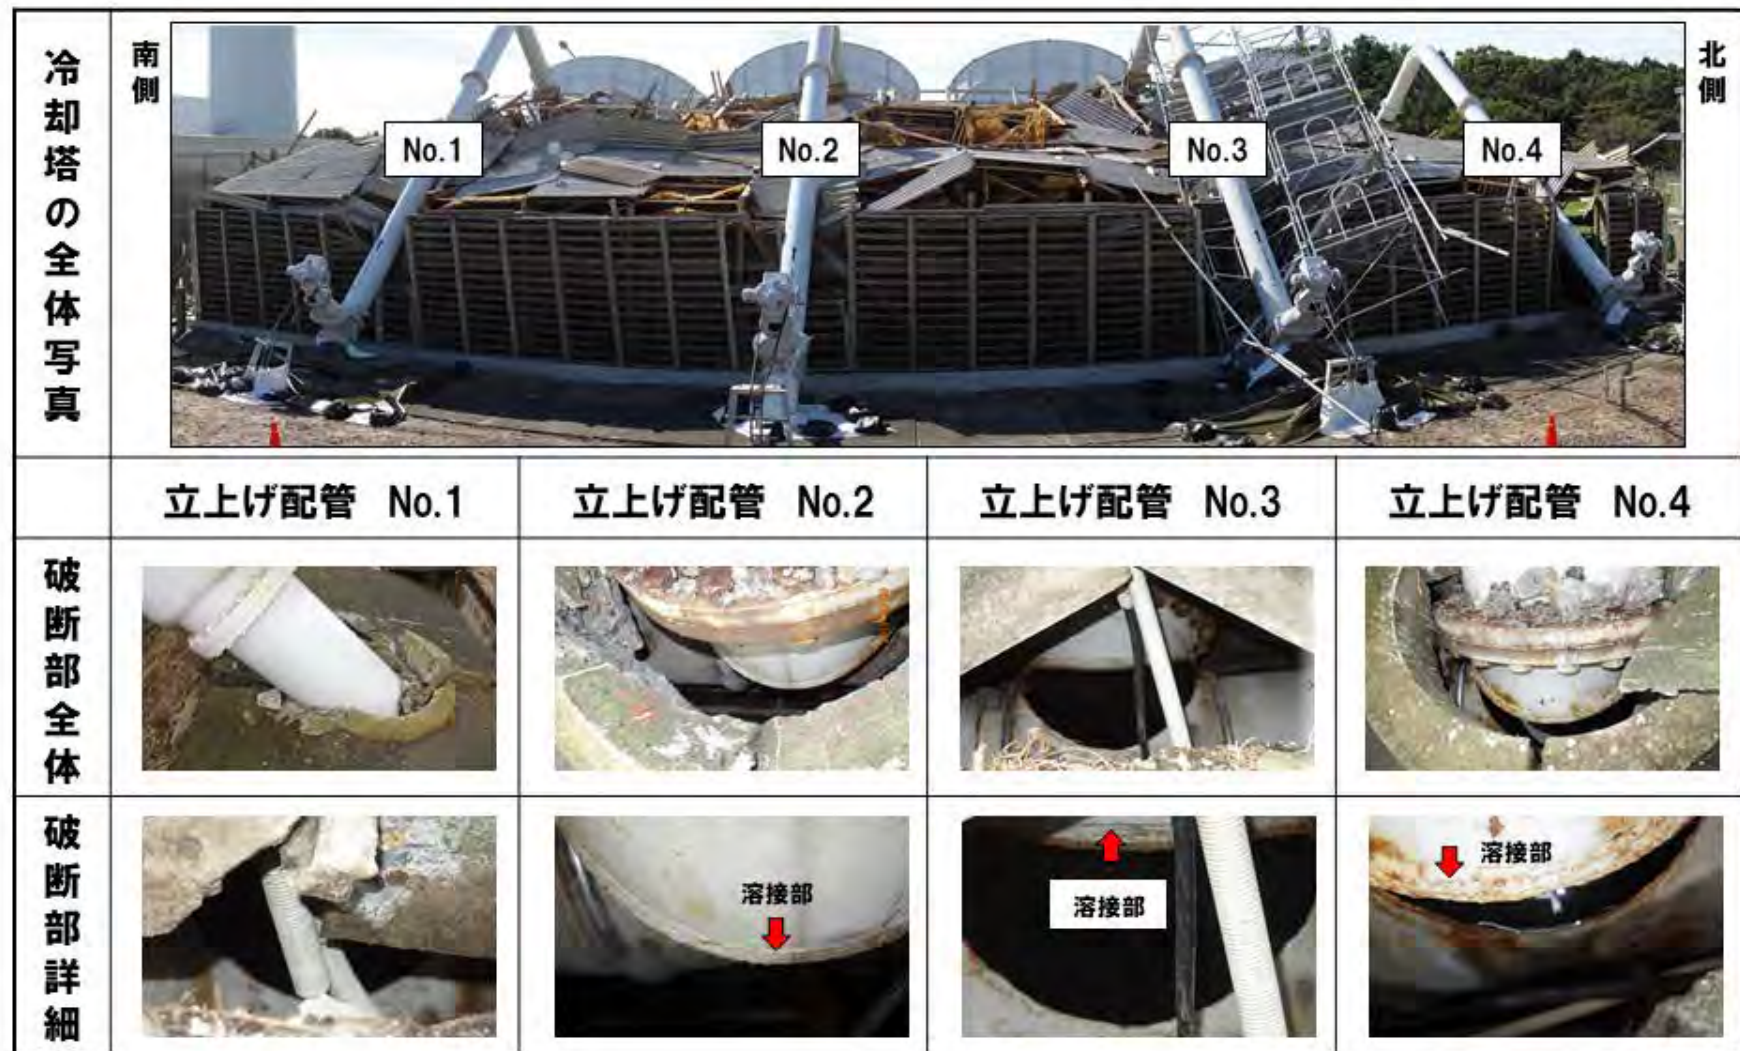 冷却塔の全体写真
南側
北側
No.1
No.2
No.3
No.4
立上げ配管 No.1
立上げ配管 No.2
立上げ配管 No.3
立上げ配管 No.4
破断部全体
破断部詳細
溶接部
溶接部
溶接部